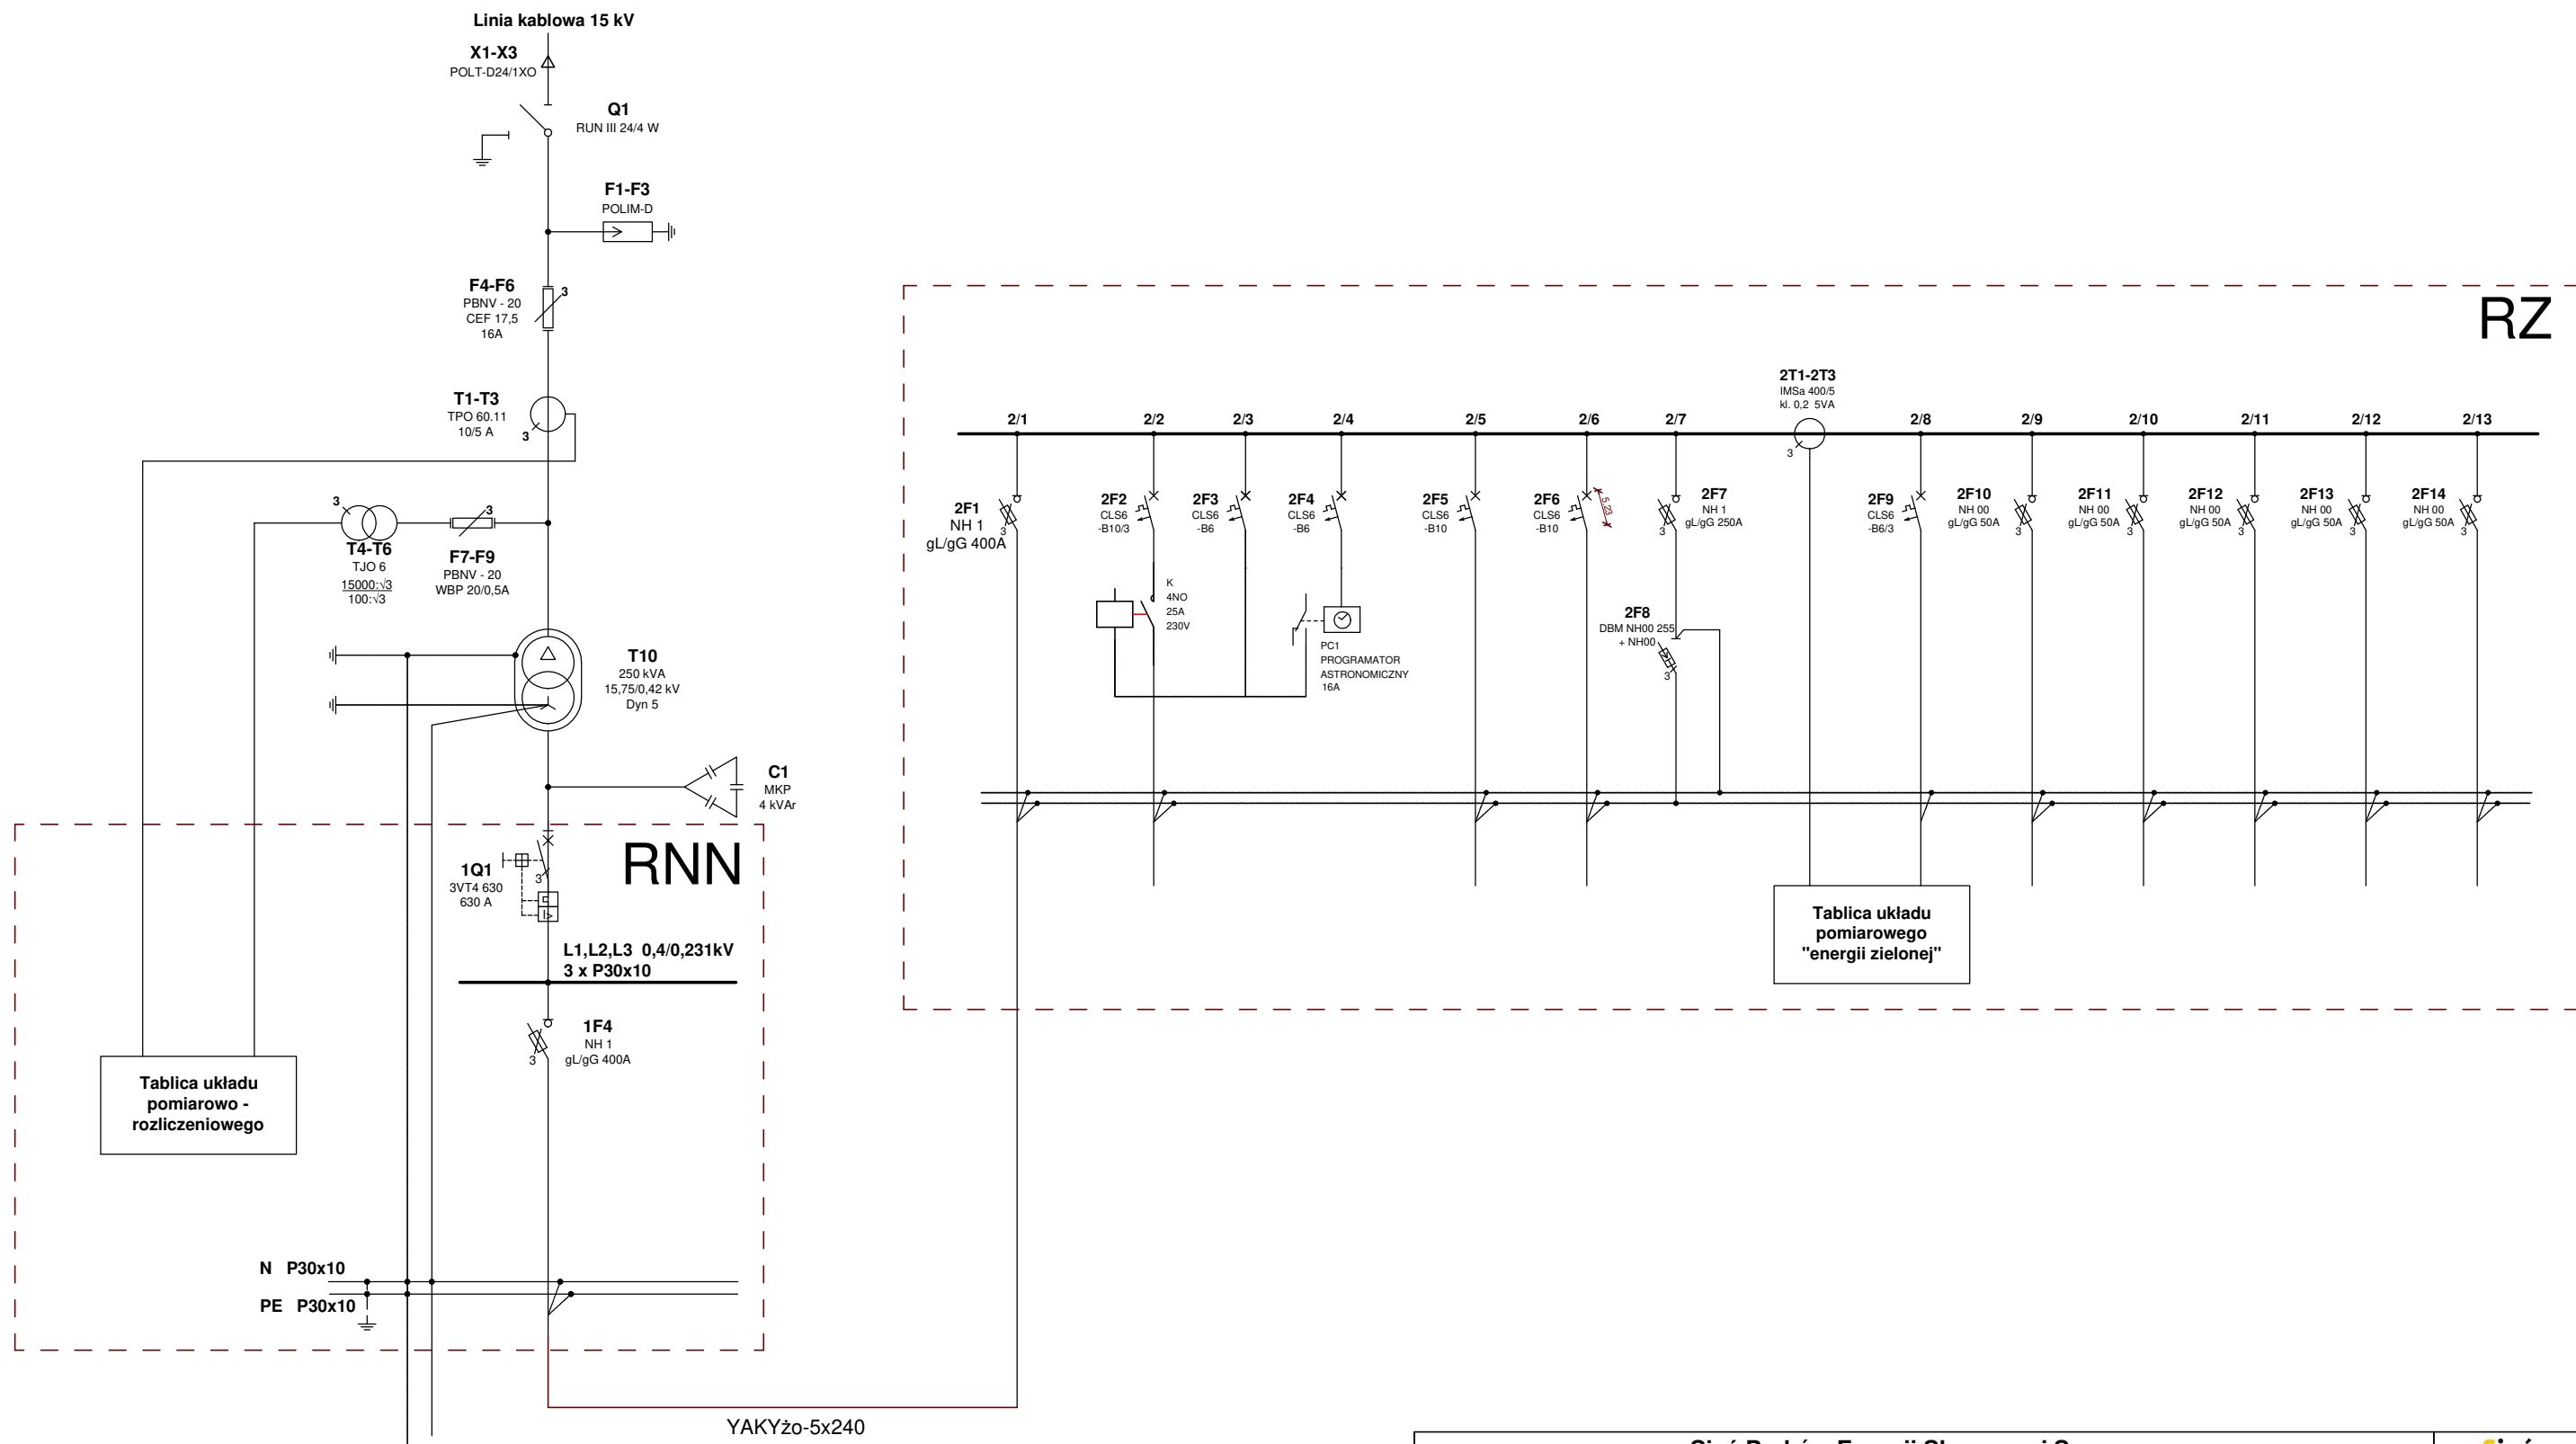 Linia kablowa 15 kV
X1-X3
POLT-D24/1XO
Q1
RUN III 24/4 W
F1-F3
POLIM-D
F4-F6
PBNV - 20
CEF 17,5
16A
3
T1-T3
TPO 60.11
10/5 A
3
3
T4-T6
TJO 6
15000:√3
100:√3
3
F7-F9
PBNV - 20
WBP 20/0,5A
T10
250 kVA
15,75/0,42 kV
Dyn 5
C1
MKP
4 kVAr
RNN
1Q1
3VT4 630
630 A
3
I>
L1,L2,L3 0,4/0,231kV
3 x P30x10
1F4
NH 1
gL/gG 400A
3
Tablica układu
pomiarowo -
rozliczeniowego
N P30x10
PE P30x10
YAKYżo-5x240
RZ
2T1-2T3
IMSa 400/5
kl. 0,2 5VA
3
2/1
2/2
2/3
2/4
2/5
2/6
2/7
2/8
2/9
2/10
2/11
2/12
2/13
2F1
NH 1
gL/gG 400A
3
2F2
CLS6
-B10/3
2F3
CLS6
-B6
2F4
CLS6
-B6
2F5
CLS6
-B10
2F6
CLS6
-B10
5,23
2F7
NH 1
gL/gG 250A
3
2F9
CLS6
-B6/3
2F10
NH 00
gL/gG 50A
3
2F11
NH 00
gL/gG 50A
3
2F12
NH 00
gL/gG 50A
3
2F13
NH 00
gL/gG 50A
3
2F14
NH 00
gL/gG 50A
3
K
4NO
25A
230V
PC1
PROGRAMATOR
ASTRONOMICZNY
16A
2F8
DBM NH00 255
+ NH00
3
Tablica układu
pomiarowego
"energii zielonej"